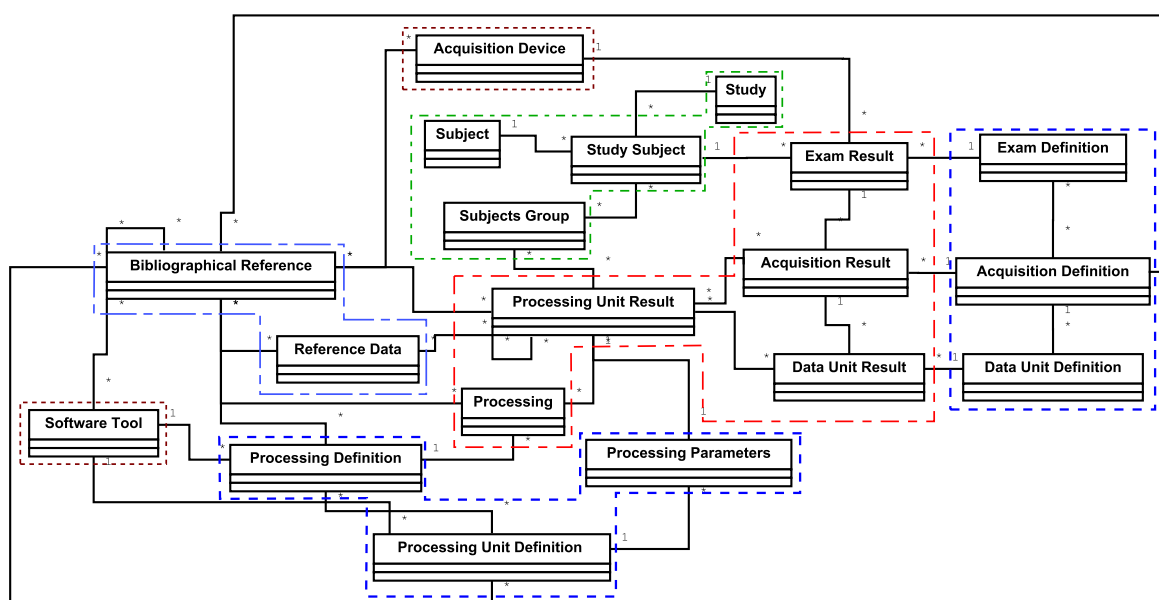 Acquisition Device
Study
Subject
Study Subject
Exam Result
Exam Definition
Subjects Group
Bibliographical Reference
Acquisition Result
Acquisition Definition
Processing Unit Result
Reference Data
Data Unit Result
Data Unit Definition
Processing
Software Tool
Processing Definition
Processing Parameters
Processing Unit Definition